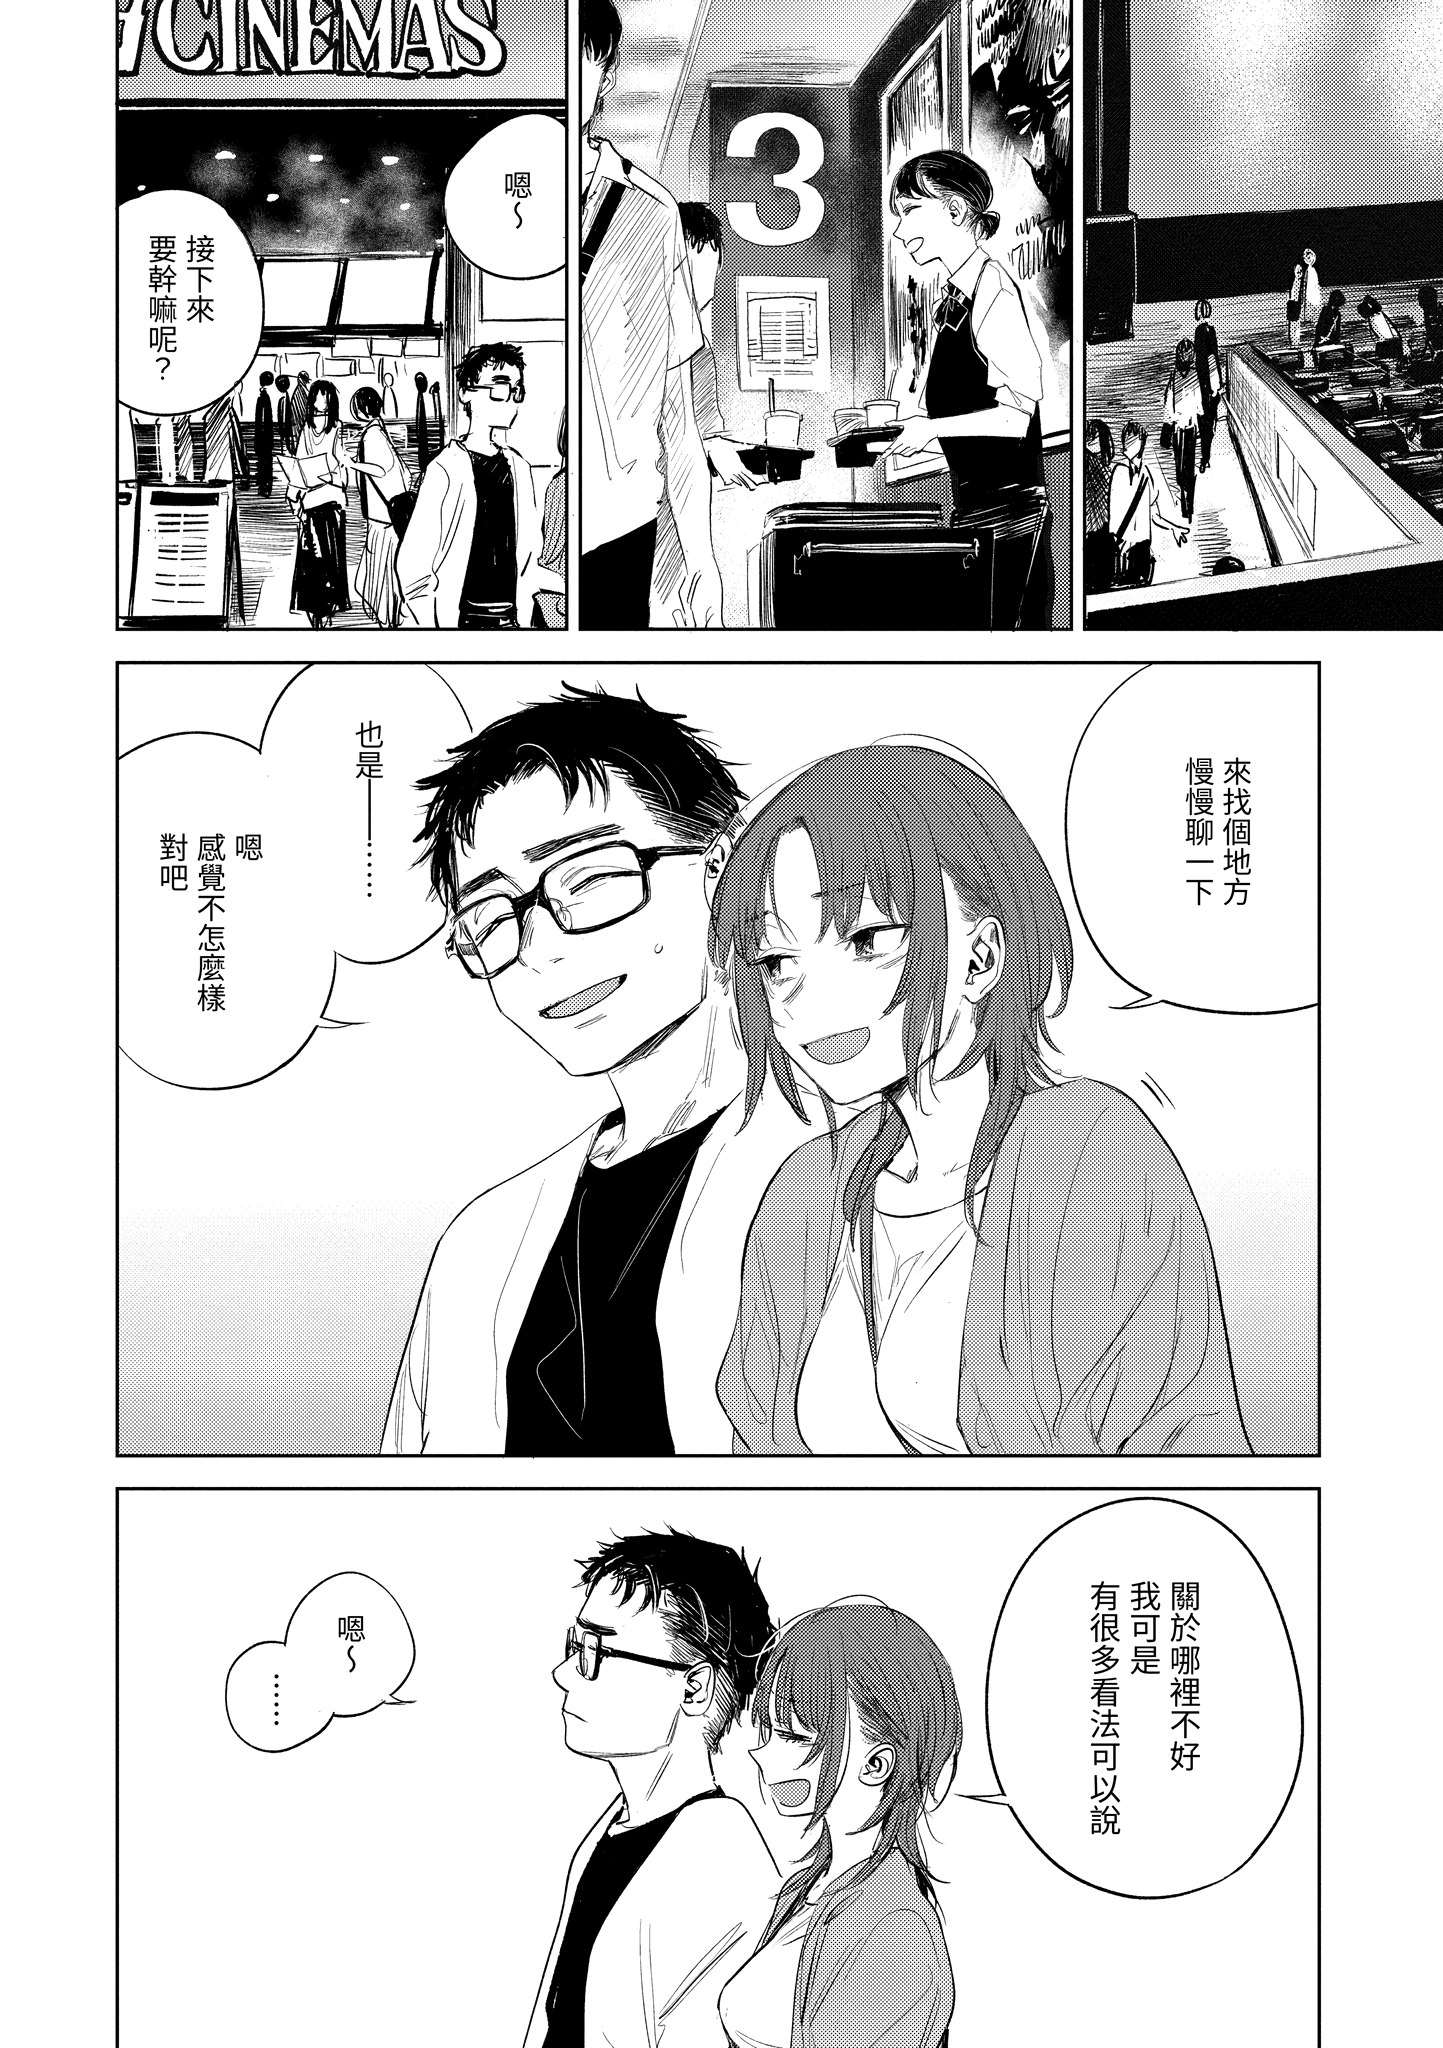 3
CINEMAS
嗯～
接下來
要幹嘛呢？
來找個地方
慢慢聊一下
也是——……
嗯
感覺不怎麼樣
對吧
關於哪裡不好
我可是
有很多看法可以說
嗯～
……